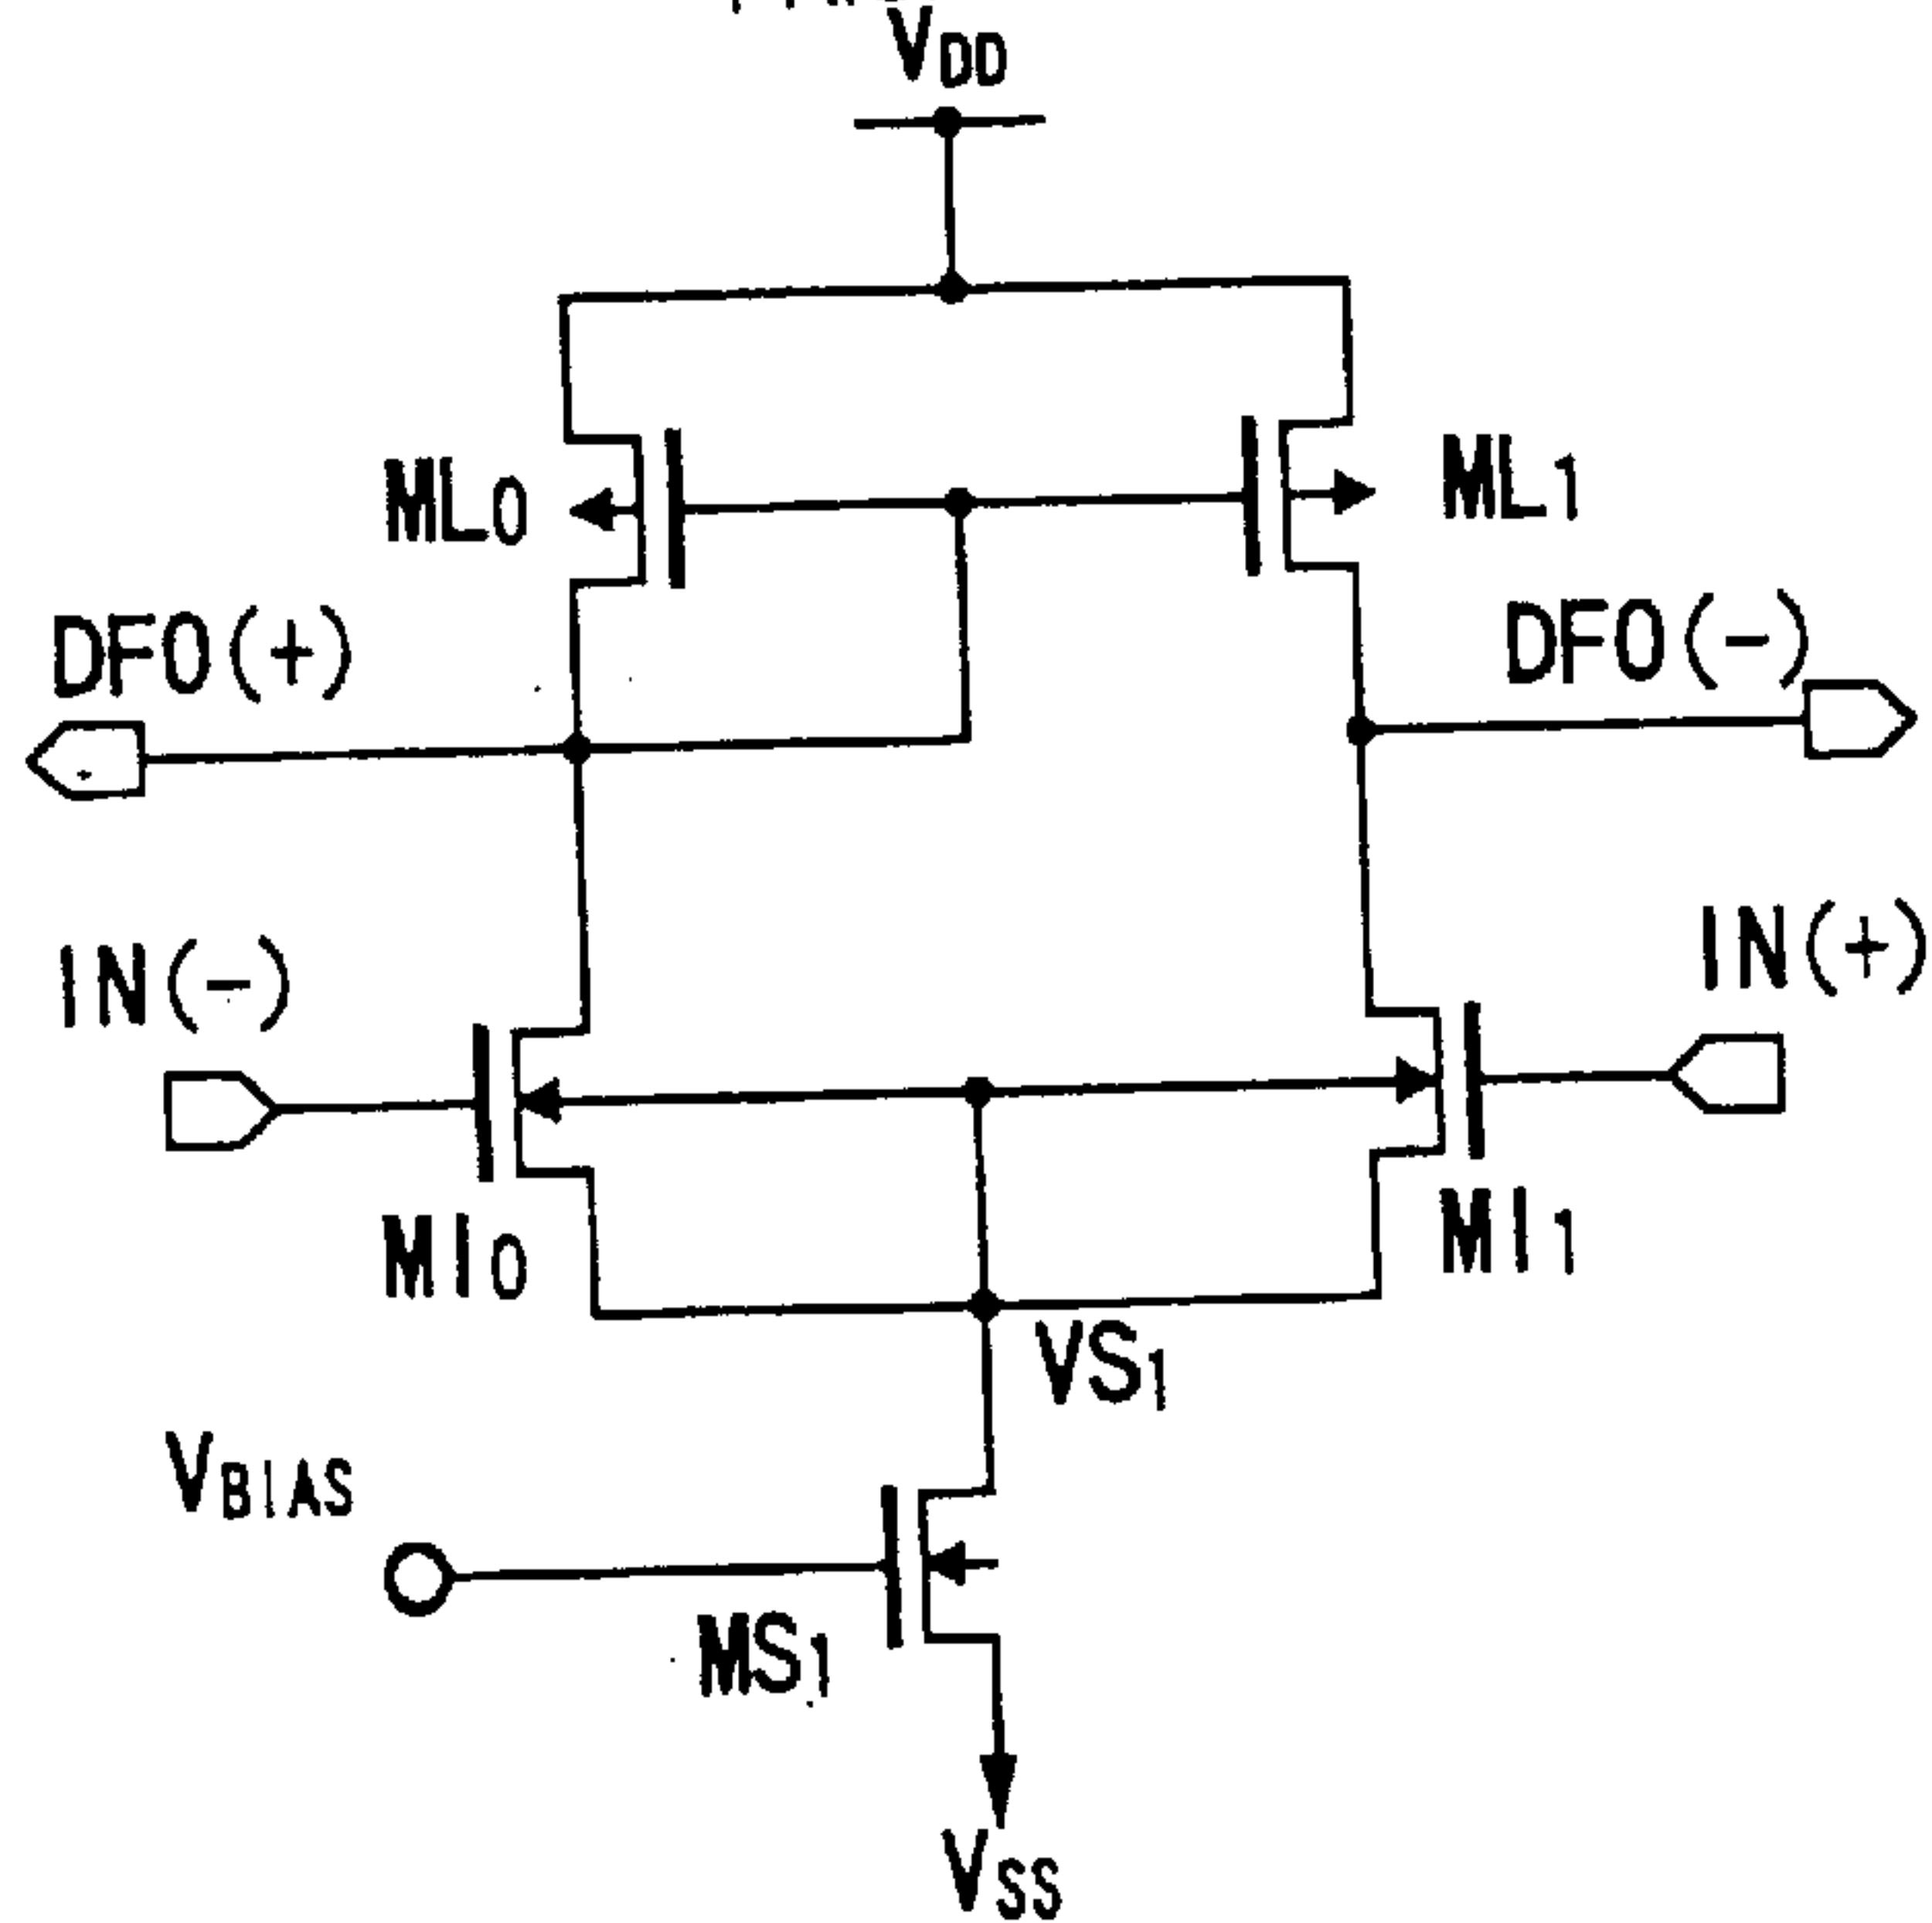 VDD
ML0
ML1
DFO(+)
DFO(-)
IN(-)
IN(+)
MI0
MI1
VS1
VBIAS
MS1
VSS